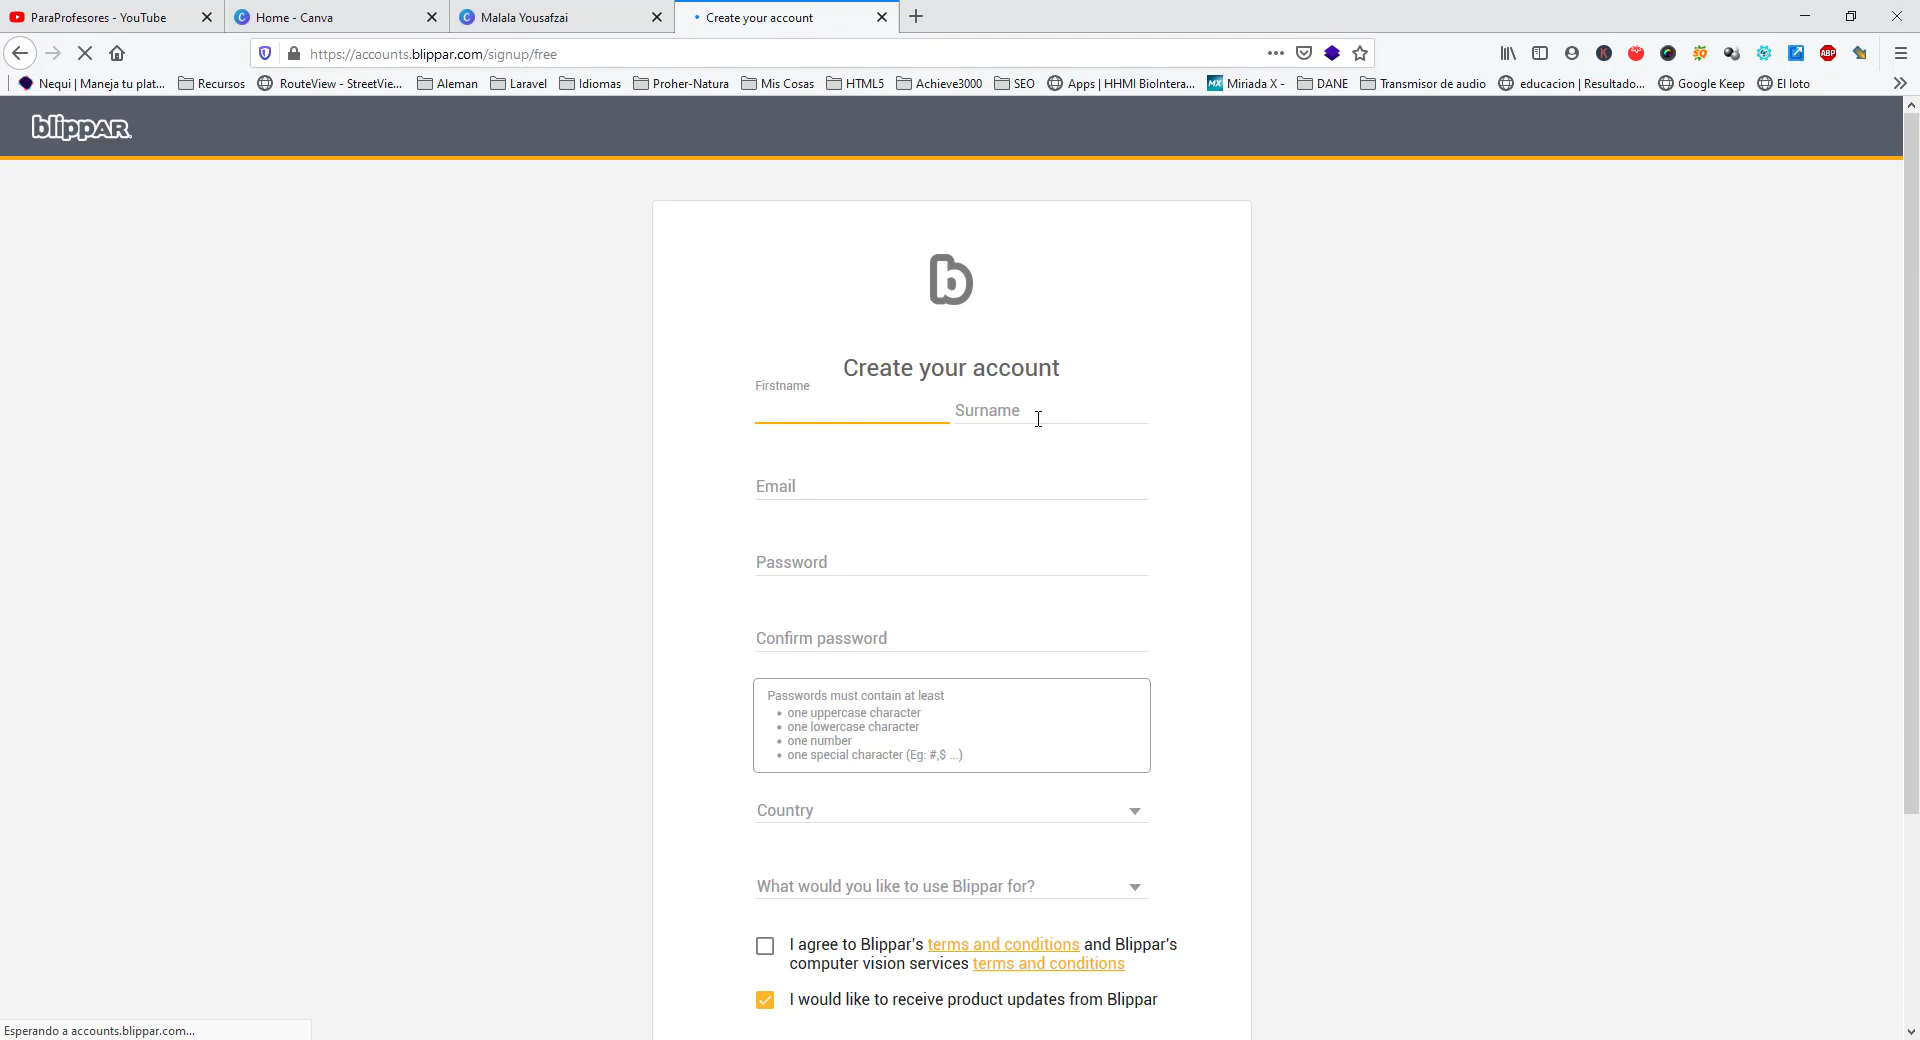 ParaProfesores - YouTube
Home - Canva
Malala Yousafzai
Create your account
https://accounts.blippar.com/signup/free
Nequi | Maneja tu plat...
Recursos
RouteView - StreetVie...
Aleman
Laravel
Idiomas
Proher-Natura
Mis Cosas
HTML5
Achieve3000
SEO
Apps | HHMI BioIntera...
MX Miriada X -
DANE
Transmisor de audio
educacion | Resultado...
Google Keep
El loto
blippAR
b
Create your account
Firstname
Surname
Email
Password
Confirm password
Passwords must contain at least
• one uppercase character
• one lowercase character
• one number
• one special character (Eg: #,$ ...)
Country
What would you like to use Blippar for?
I agree to Blippar's terms and conditions and Blippar's
computer vision services terms and conditions
I would like to receive product updates from Blippar
Esperando a accounts.blippar.com...